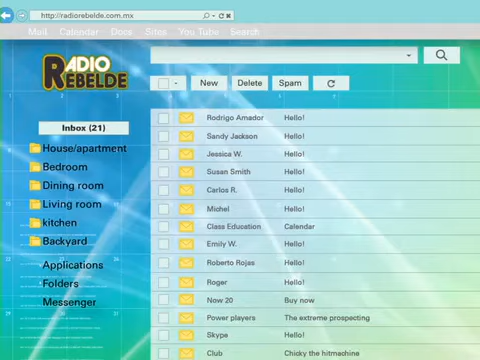 http://radiorebelde.com.mx
Mail Calendar Docs Sites You Tube Search
RADIO
REBELDE
New Delete Spam
Inbox (21)
House/apartment
Bedroom
Dining room
Living room
kitchen
Backyard
Applications
Folders
Messenger
Rodrigo Amador Hello!
Sandy Jackson Hello!
Jessica W. Hello!
Susan Smith Hello!
Carlos R. Hello!
Michel Hello!
Class Education Calendar
Emily W. Hello!
Roberto Rojas Hello!
Roger Hello!
Now 20 Buy now
Power players The extreme prospecting
Skype Hello!
Club Chicky the hitmachine